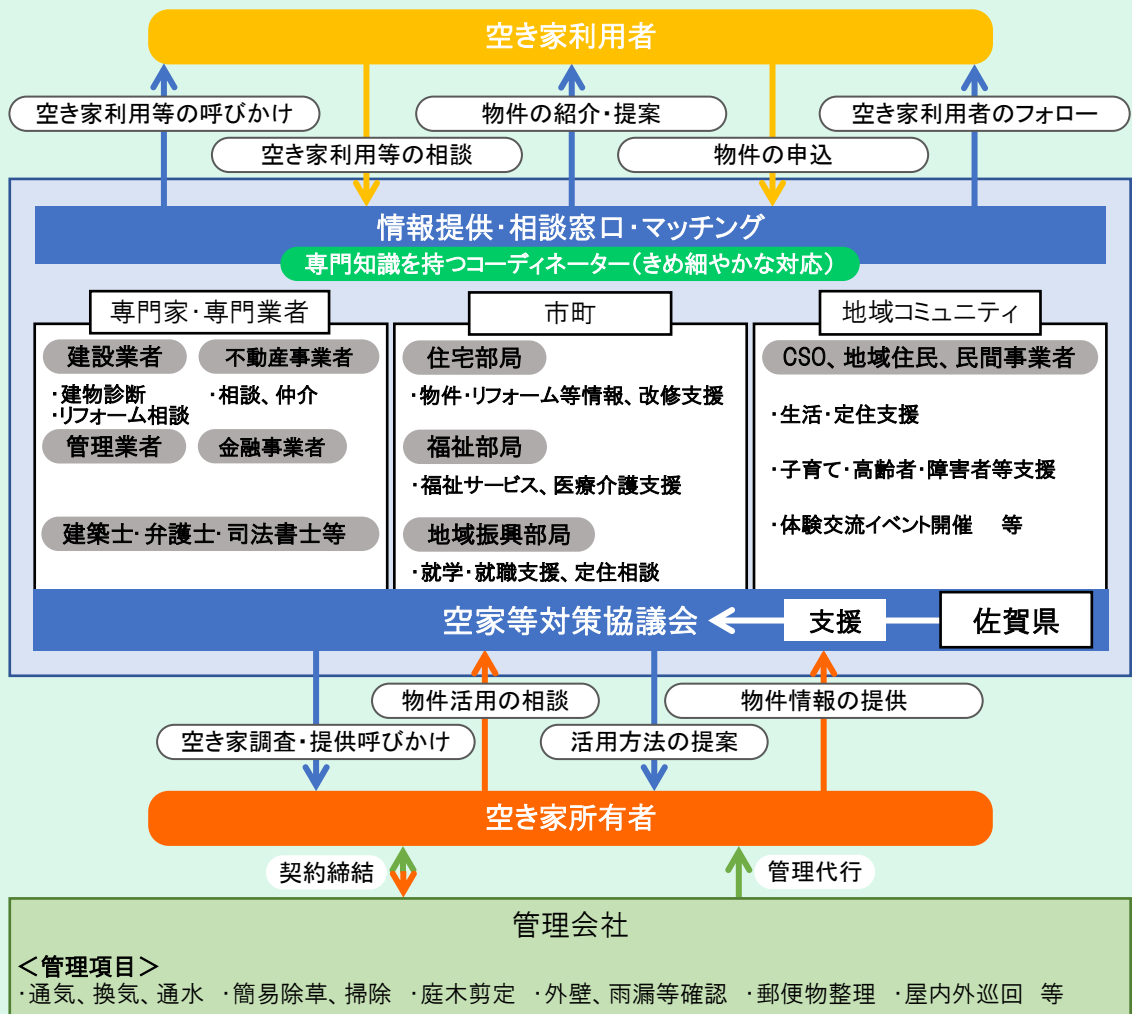 空き家利用者
空き家利用等の呼びかけ
物件の紹介・提案
空き家利用者のフォロー
空き家利用等の相談
物件の申込
情報提供・相談窓口・マッチング
専門知識を持つコーディネーター(きめ細やかな対応)
専門家・専門業者
建設業者
不動産事業者
・建物診断
・リフォーム相談
・相談、仲介
管理業者
金融事業者
建築士・弁護士・司法書士等
市町
住宅部局
・物件・リフォーム等情報、改修支援
福祉部局
・福祉サービス、医療介護支援
地域振興部局
・就学・就職支援、定住相談
地域コミュニティ
CSO、地域住民、民間事業者
・生活・定住支援
・子育て・高齢者・障害者等支援
・体験交流イベント開催　等
空家等対策協議会
支援
佐賀県
物件活用の相談
物件情報の提供
空き家調査・提供呼びかけ
活用方法の提案
空き家所有者
契約締結
管理代行
管理会社
＜管理項目＞
・通気、換気、通水　・簡易除草、掃除　・庭木剪定　・外壁、雨漏等確認　・郵便物整理　・屋内外巡回　等